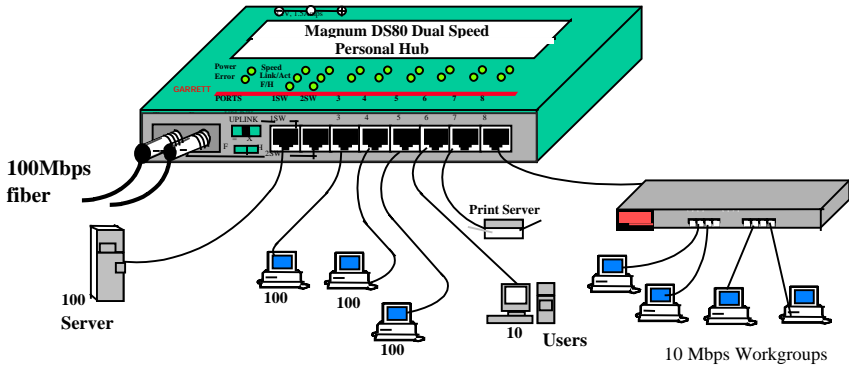 Magnum DS80 Dual Speed
Personal Hub
Power
Error
Speed
Link/Act
F/H
GARRETT
PORTS 1SW 2SW 3 4 5 6 7 8
UPLINK
= X
1SW 3 4 5 6 7 8
F H
2SW
100Mbps
fiber
Print Server
100
Server
100
100
100
10
Users
10 Mbps Workgroups